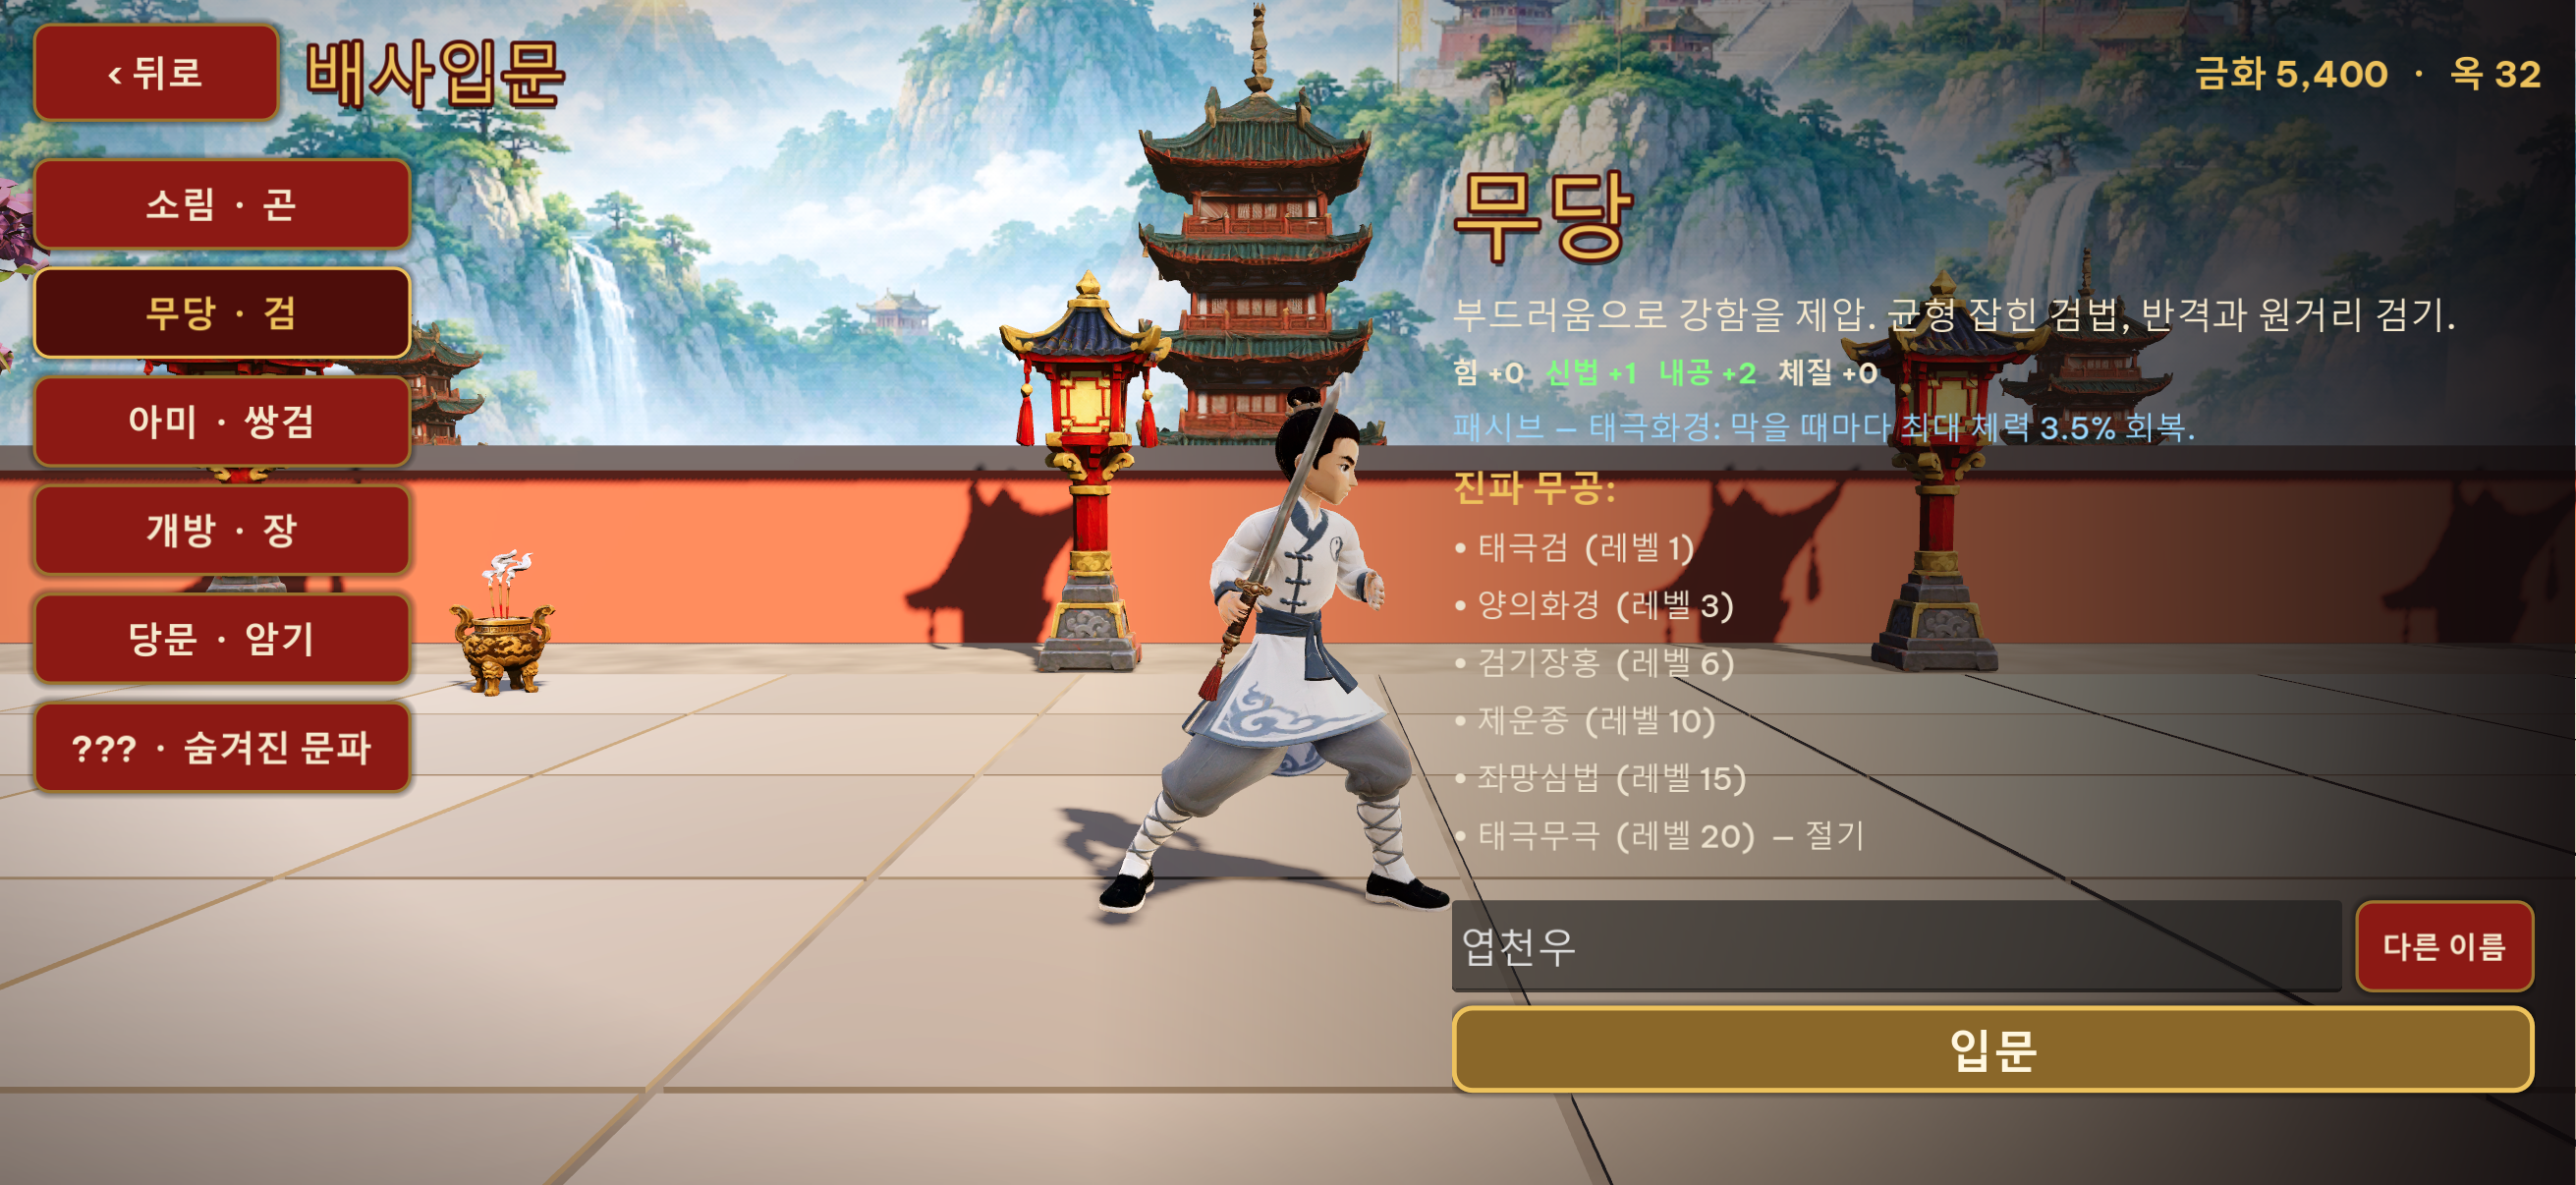 < 뒤로
배사입문
금화 5,400 · 옥 32
소림 · 곤
무당 · 검
아미 · 쌍검
개방 · 장
당문 · 암기
??? · 숨겨진 문파
무당
부드러움으로 강함을 제압. 균형 잡힌 검법, 반격과 원거리 검기.
힘 +0 신법 +1 내공 +2 체질 +0
패시브 – 태극화경: 막을 때마다 최대 체력 3.5% 회복.
진파 무공:
• 태극검 (레벨 1)
• 양의화경 (레벨 3)
• 검기장홍 (레벨 6)
• 제운종 (레벨 10)
• 좌망심법 (레벨 15)
• 태극무극 (레벨 20) – 절기
엽천우
다른 이름
입문